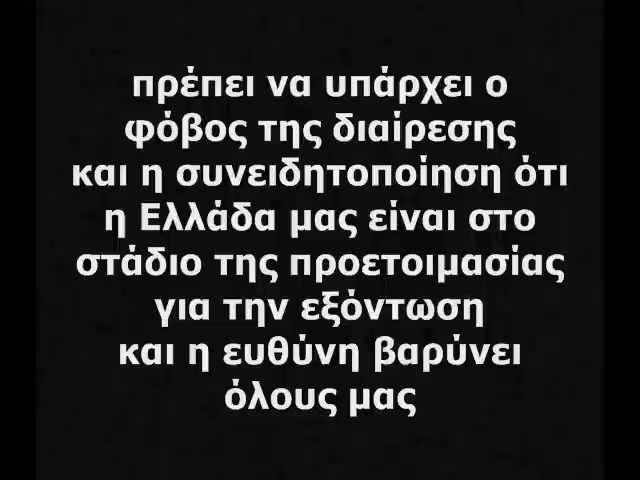 πρέπει να υπάρχει ο
φόβος της διαίρεσης
και η συνειδητοποίηση ότι
η Ελλάδα μας είναι στο
στάδιο της προετοιμασίας
για την εξόντωση
και η ευθύνη βαρύνει
όλους μας